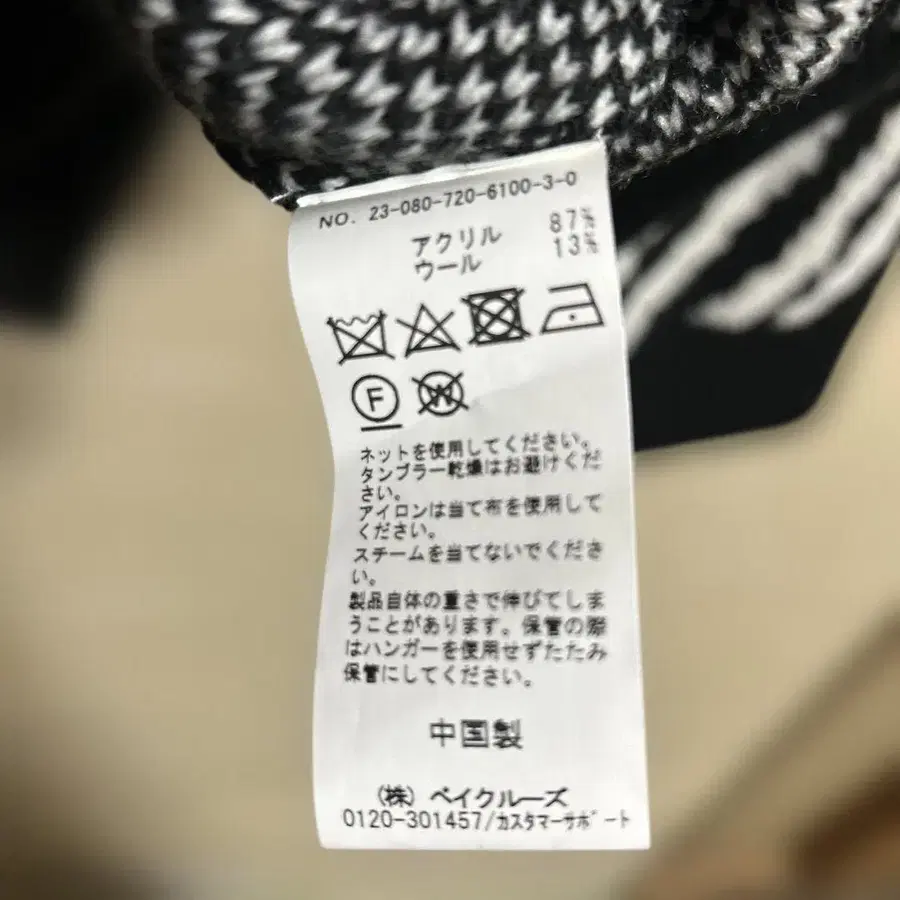 NO. 23-080-720-6100-3-0
アクリル 87%
ウール 13%
F W
ネットを使用してください。
タンブラー乾燥はお避けくだ
さい。
アイロンは当て布を使用して
ください。
スチームを当てないでくださ
い。
製品自体の重さで伸びてしま
うことがあります。保管の際
はハンガーを使用せずたたみ
保管にしてください。
中国製
(株) ベイクルーズ
0120-301457/カスタマーサポート